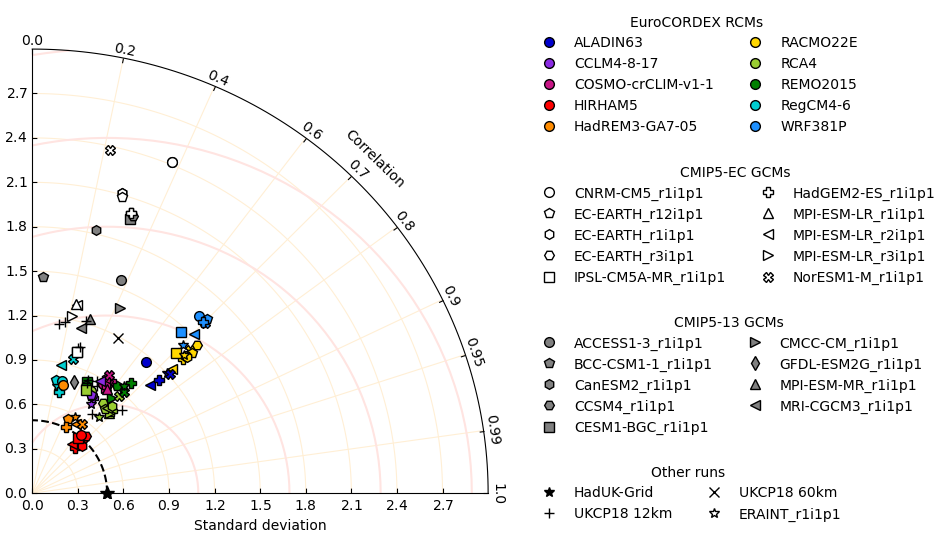 EuroCORDEX RCMs
ALADIN63
CCLM4-8-17
COSMO-crCLIM-v1-1
HIRHAM5
HadREM3-GA7-05
RACMO22E
RCA4
REMO2015
RegCM4-6
WRF381P
CMIP5-EC GCMs
CNRM-CM5_r1i1p1
EC-EARTH_r12i1p1
EC-EARTH_r1i1p1
EC-EARTH_r3i1p1
IPSL-CM5A-MR_r1i1p1
HadGEM2-ES_r1i1p1
MPI-ESM-LR_r1i1p1
MPI-ESM-LR_r2i1p1
MPI-ESM-LR_r3i1p1
NorESM1-M_r1i1p1
CMIP5-13 GCMs
ACCESS1-3_r1i1p1
BCC-CSM1-1_r1i1p1
CanESM2_r1i1p1
CCSM4_r1i1p1
CESM1-BGC_r1i1p1
CMCC-CM_r1i1p1
GFDL-ESM2G_r1i1p1
MPI-ESM-MR_r1i1p1
MRI-CGCM3_r1i1p1
Other runs
HadUK-Grid
UKCP18 12km
UKCP18 60km
ERAINT_r1i1p1
0.0
0.2
0.4
0.6
Correlation
0.7
0.8
0.9
0.95
0.99
1.0
2.7
2.4
2.1
1.8
1.5
1.2
0.9
0.6
0.3
0.0
0.0
0.3
0.6
0.9
1.2
1.5
1.8
2.1
2.4
2.7
Standard deviation